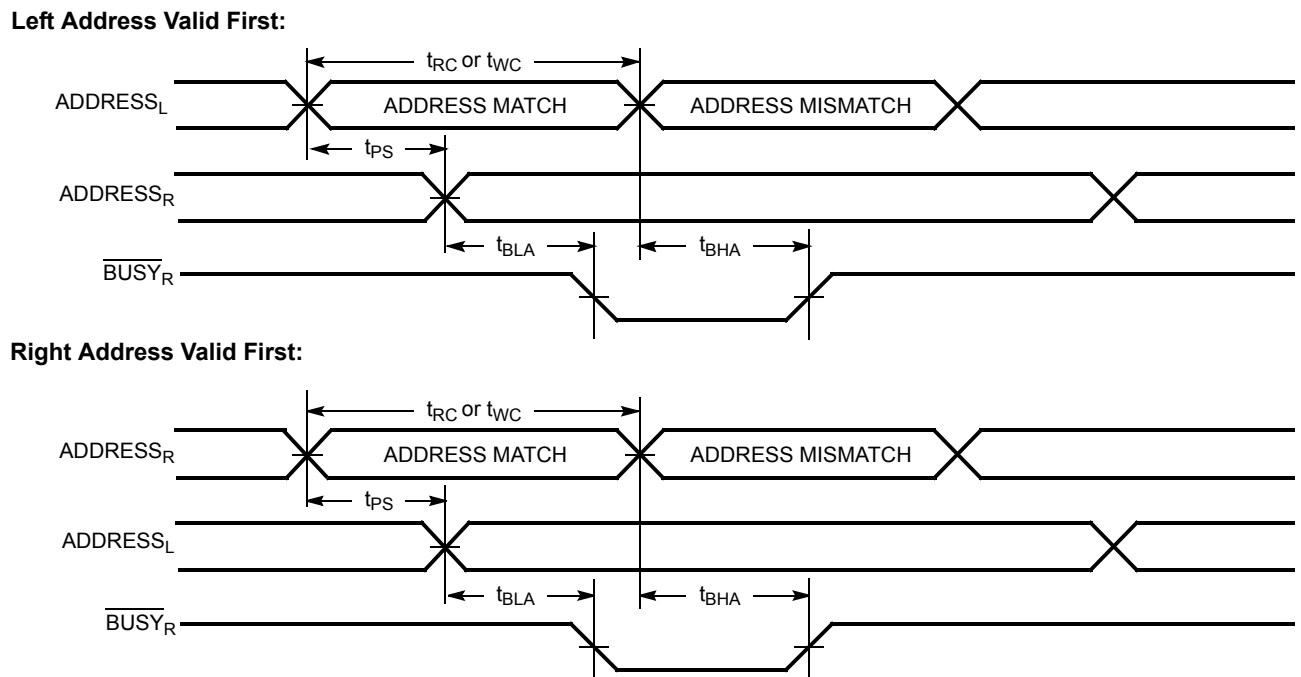 Left Address Valid First:
tRC or tWC
ADDRESSL
ADDRESS MATCH
ADDRESS MISMATCH
tPS
ADDRESSR
tBLA
tBHA
BUSYR
Right Address Valid First:
tRC or tWC
ADDRESSR
ADDRESS MATCH
ADDRESS MISMATCH
tPS
ADDRESSL
tBLA
tBHA
BUSYR